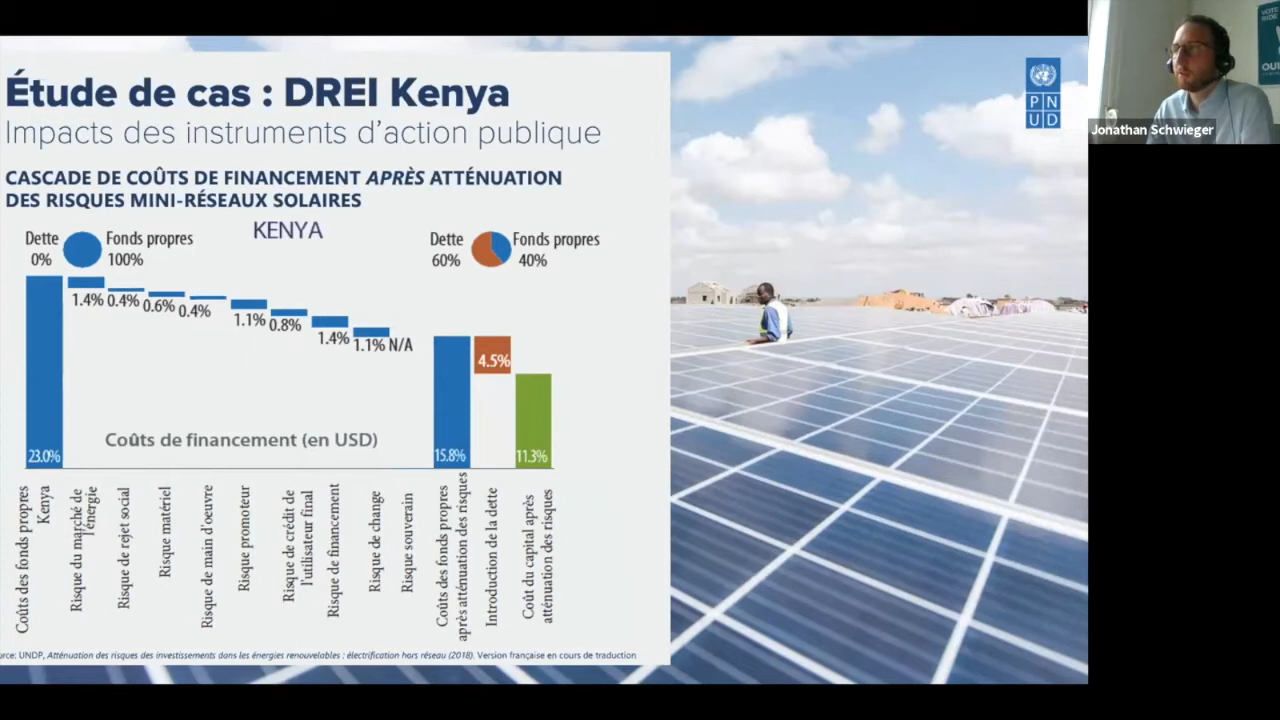 Étude de cas : DREI Kenya
Impacts des instruments d'action publique
CASCADE DE COÛTS DE FINANCEMENT APRÈS ATTÉNUATION
DES RISQUES MINI-RÉSEAUX SOLAIRES
KENYA
Dette
0%
Fonds propres
100%
Dette
60%
Fonds propres
40%
1.4%
0.4%
0.6%
0.4%
1.1%
0.8%
1.4%
1.1%
N/A
4.5%
Coûts de financement (en USD)
23.0%
15.8%
11.3%
Coûts des fonds propres
Kenya
Risque du marché de
l'énergie
Risque de rejet social
Risque matériel
Risque de main d'oeuvre
Risque promoteur
Risque de crédit de
l'utilisateur final
Risque de financement
Risque de change
Risque souverain
Coûts des fonds propres
après atténuation des risques
Introduction de la dette
Coût du capital après
atténuation des risques
urce: UNDP, Atténuation des risques des investissements dans les énergies renouvelables : électrification hors réseau (2018). Version française en cours de traduction
P N
U D
Jonathan Schwieger
OUI